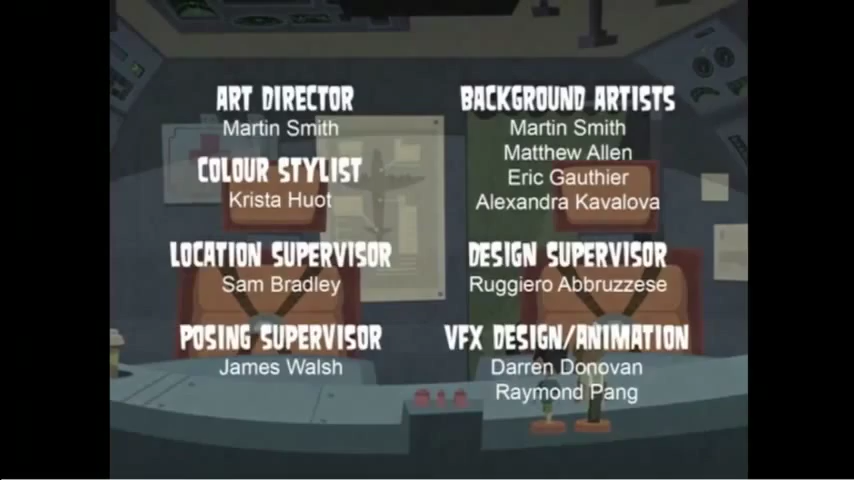 ART DIRECTOR
Martin Smith
COLOUR STYLIST
Krista Huot
LOCATION SUPERVISOR
Sam Bradley
POSING SUPERVISOR
James Walsh
BACKGROUND ARTISTS
Martin Smith
Matthew Allen
Eric Gauthier
Alexandra Kavalova
DESIGN SUPERVISOR
Ruggiero Abbruzzese
VFX DESIGN/ANIMATION
Darren Donovan
Raymond Pang